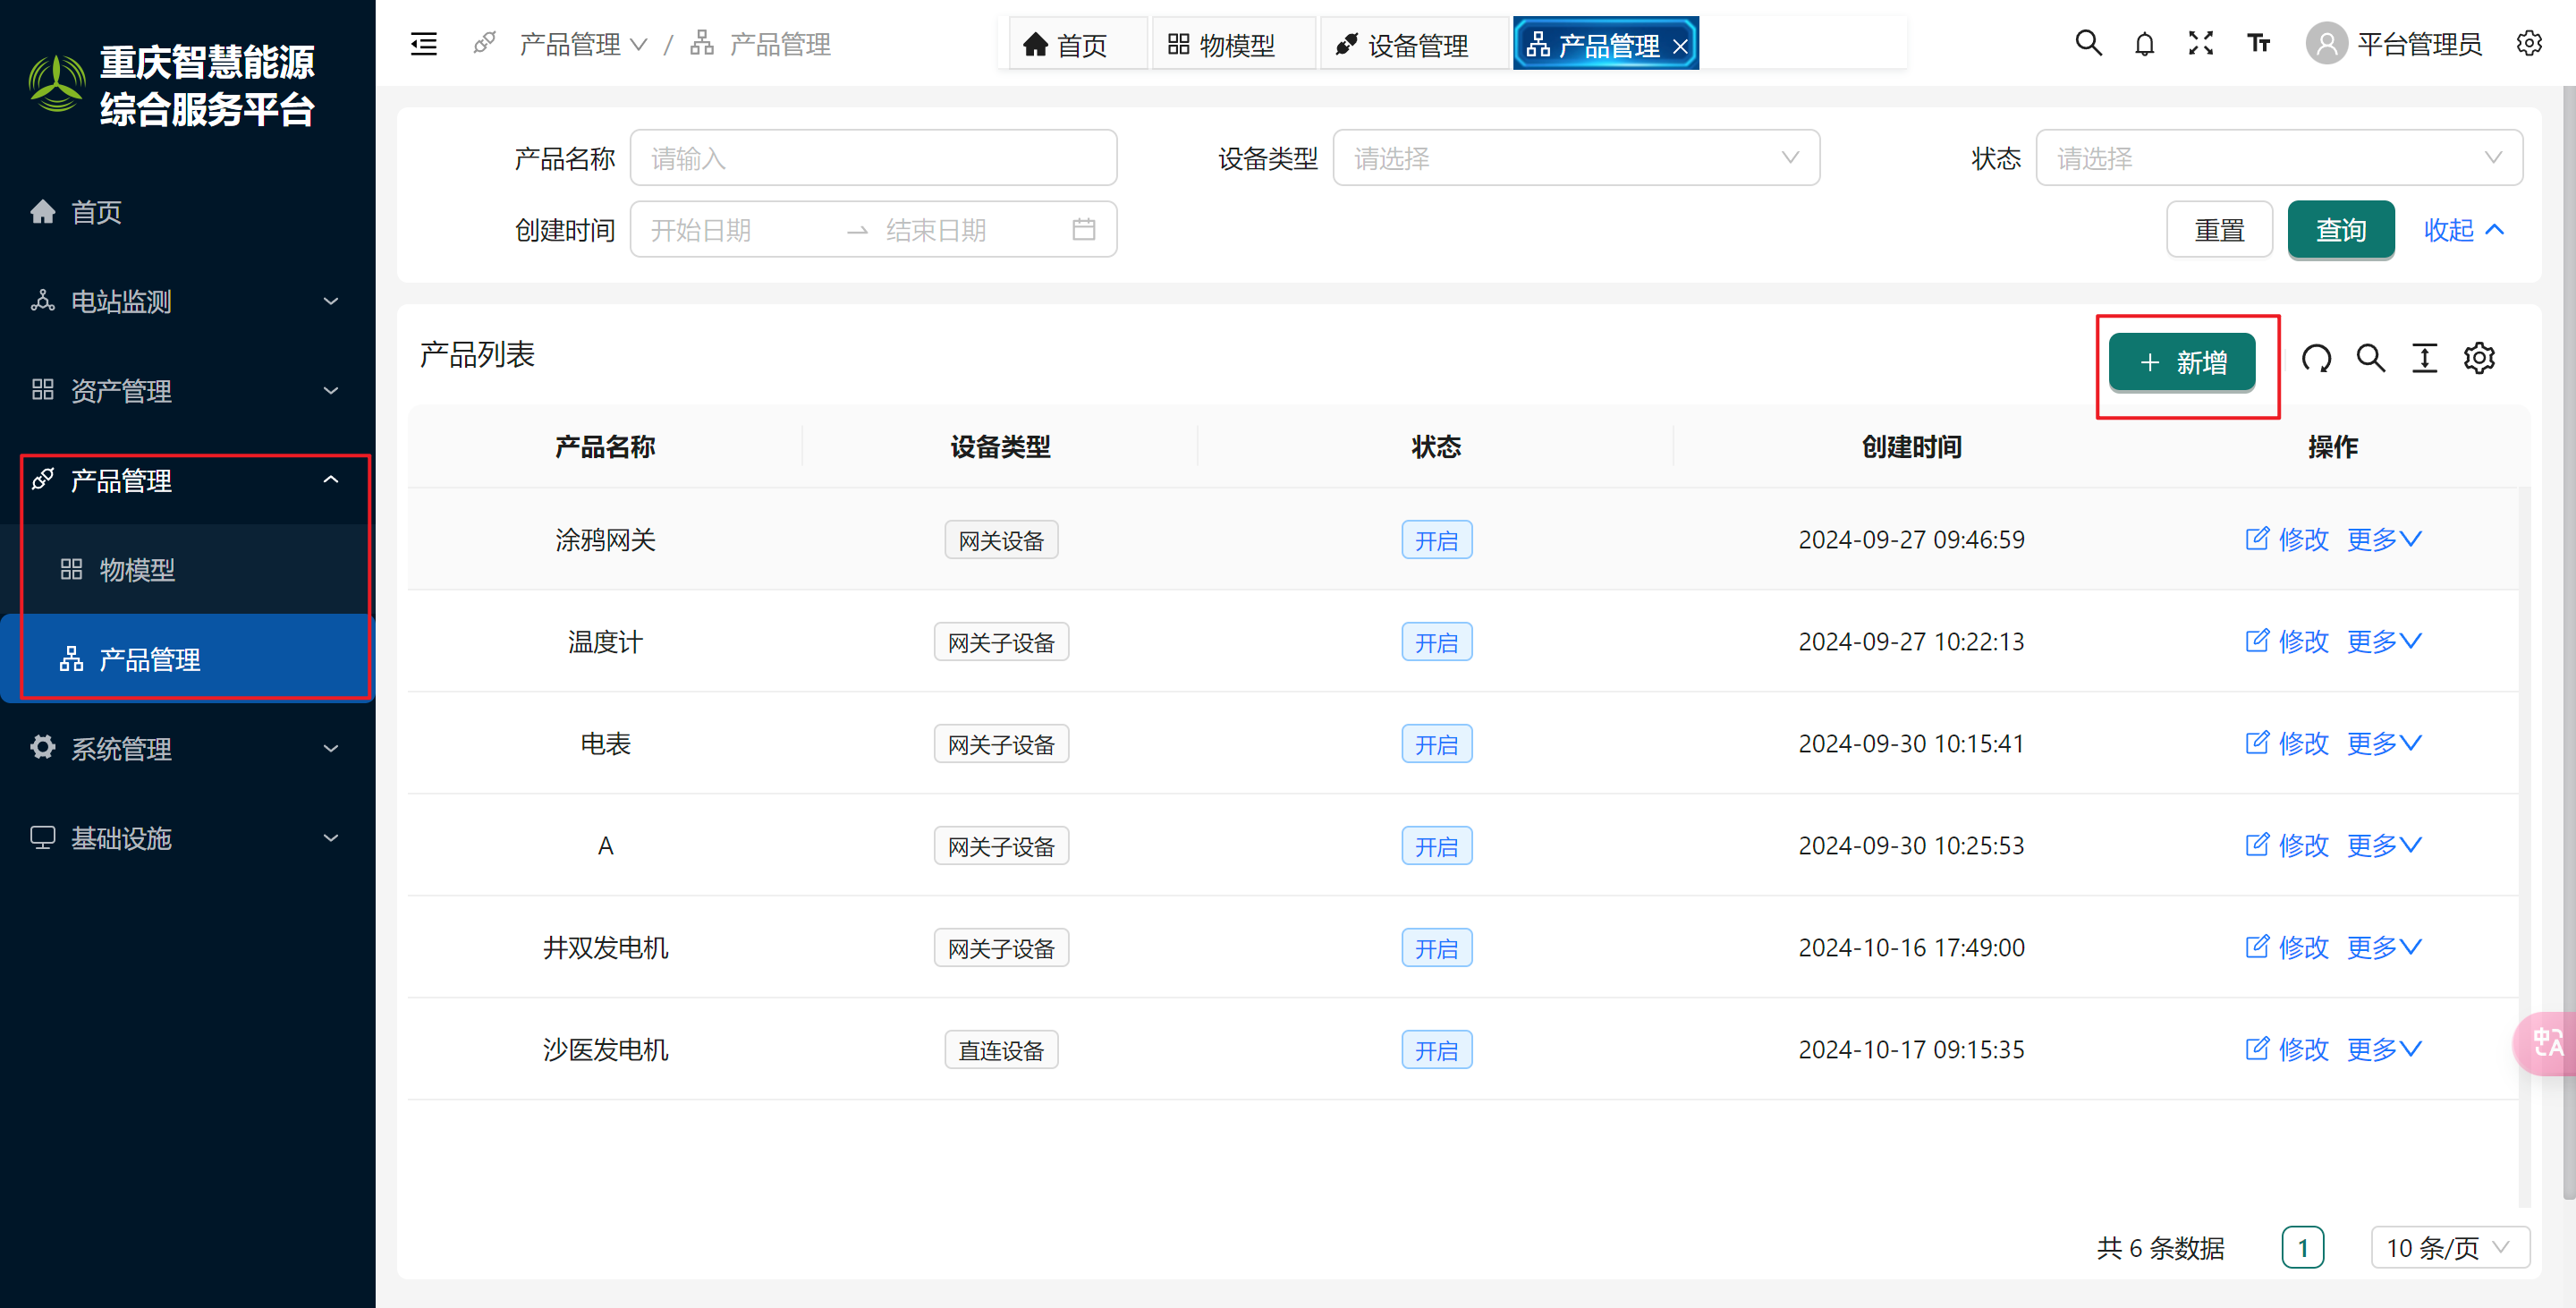 重庆智慧能源
综合服务平台
首页
电站监测
资产管理
产品管理
物模型
产品管理
系统管理
基础设施
产品管理 / 产品管理
首页 物模型 设备管理 产品管理
平台管理员
产品名称 请输入 设备类型 请选择 状态 请选择
创建时间 开始日期 结束日期 重置 查询 收起
产品列表 新增
产品名称 设备类型 状态 创建时间 操作
涂鸦网关 网关设备 开启 2024-09-27 09:46:59 修改 更多
温度计 网关子设备 开启 2024-09-27 10:22:13 修改 更多
电表 网关子设备 开启 2024-09-30 10:15:41 修改 更多
A 网关子设备 开启 2024-09-30 10:25:53 修改 更多
井双发电机 网关子设备 开启 2024-10-16 17:49:00 修改 更多
沙医发电机 直连设备 开启 2024-10-17 09:15:35 修改 更多
共 6 条数据 1 10 条/页